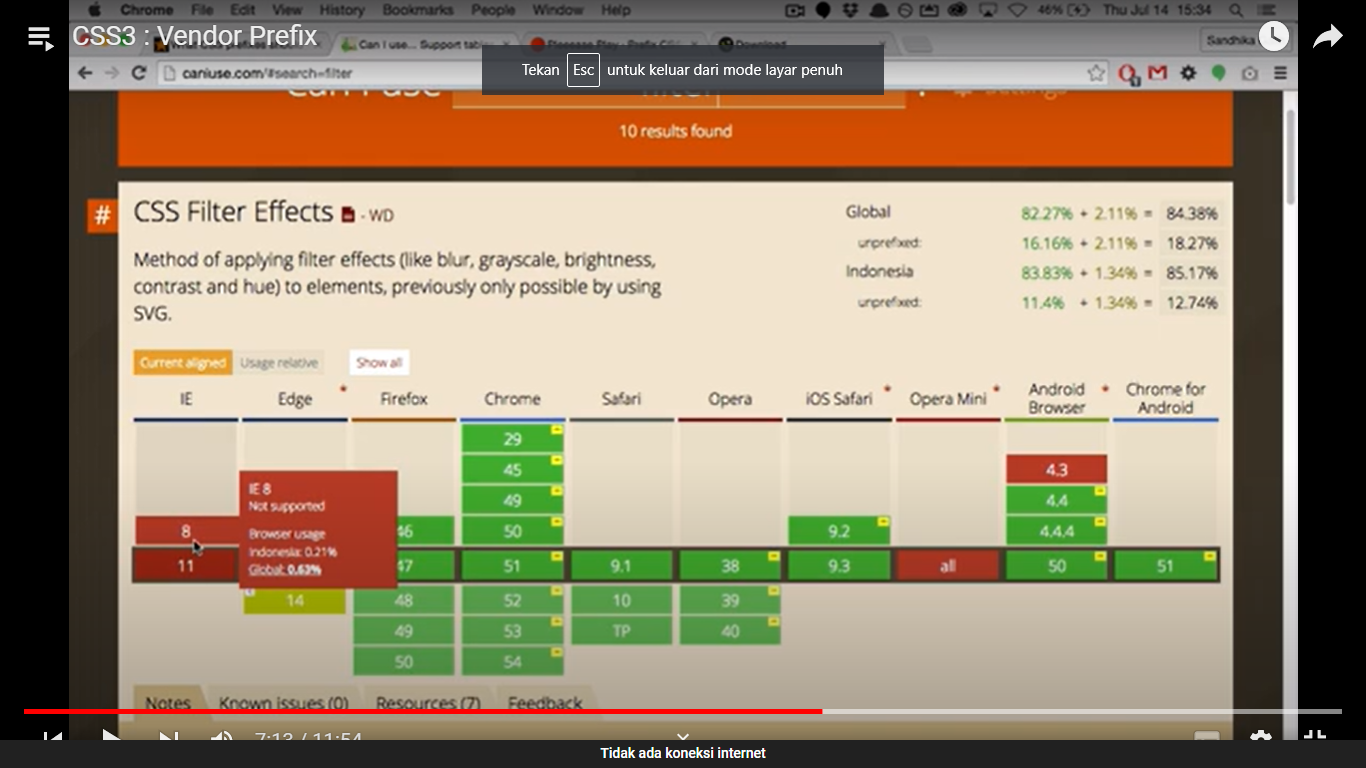 Chrome File Edit View History Bookmarks People Window Help 46% Thu Jul 14 15:34
CSS3 : Vendor Prefix
Can I use... Support tables
Pleeease Play - Prefix CSS
Download
Sandhika
caniuse.com/#search=filter
Tekan Esc untuk keluar dari mode layar penuh
Can I use filter ? Settings
10 results found
# CSS Filter Effects - WD
Method of applying filter effects (like blur, grayscale, brightness,
contrast and hue) to elements, previously only possible by using
SVG.
Global 82.27% + 2.11% = 84.38%
unprefixed: 16.16% + 2.11% = 18.27%
Indonesia 83.83% + 1.34% = 85.17%
unprefixed: 11.4% + 1.34% = 12.74%
Current aligned Usage relative Show all
IE Edge * Firefox Chrome Safari Opera iOS Safari * Opera Mini * Android Browser * Chrome for Android
29
45 4.3
49 4.4
8 46 50 9.2 4.4.4
11 47 51 9.1 38 9.3 all 50 51
14 48 52 10 39
49 53 TP 40
50 54
IE 8
Not supported
Browser usage
Indonesia: 0.21%
Global: 0.63%
Notes Known issues (0) Resources (7) Feedback
7:13 / 11:54
Tidak ada koneksi internet